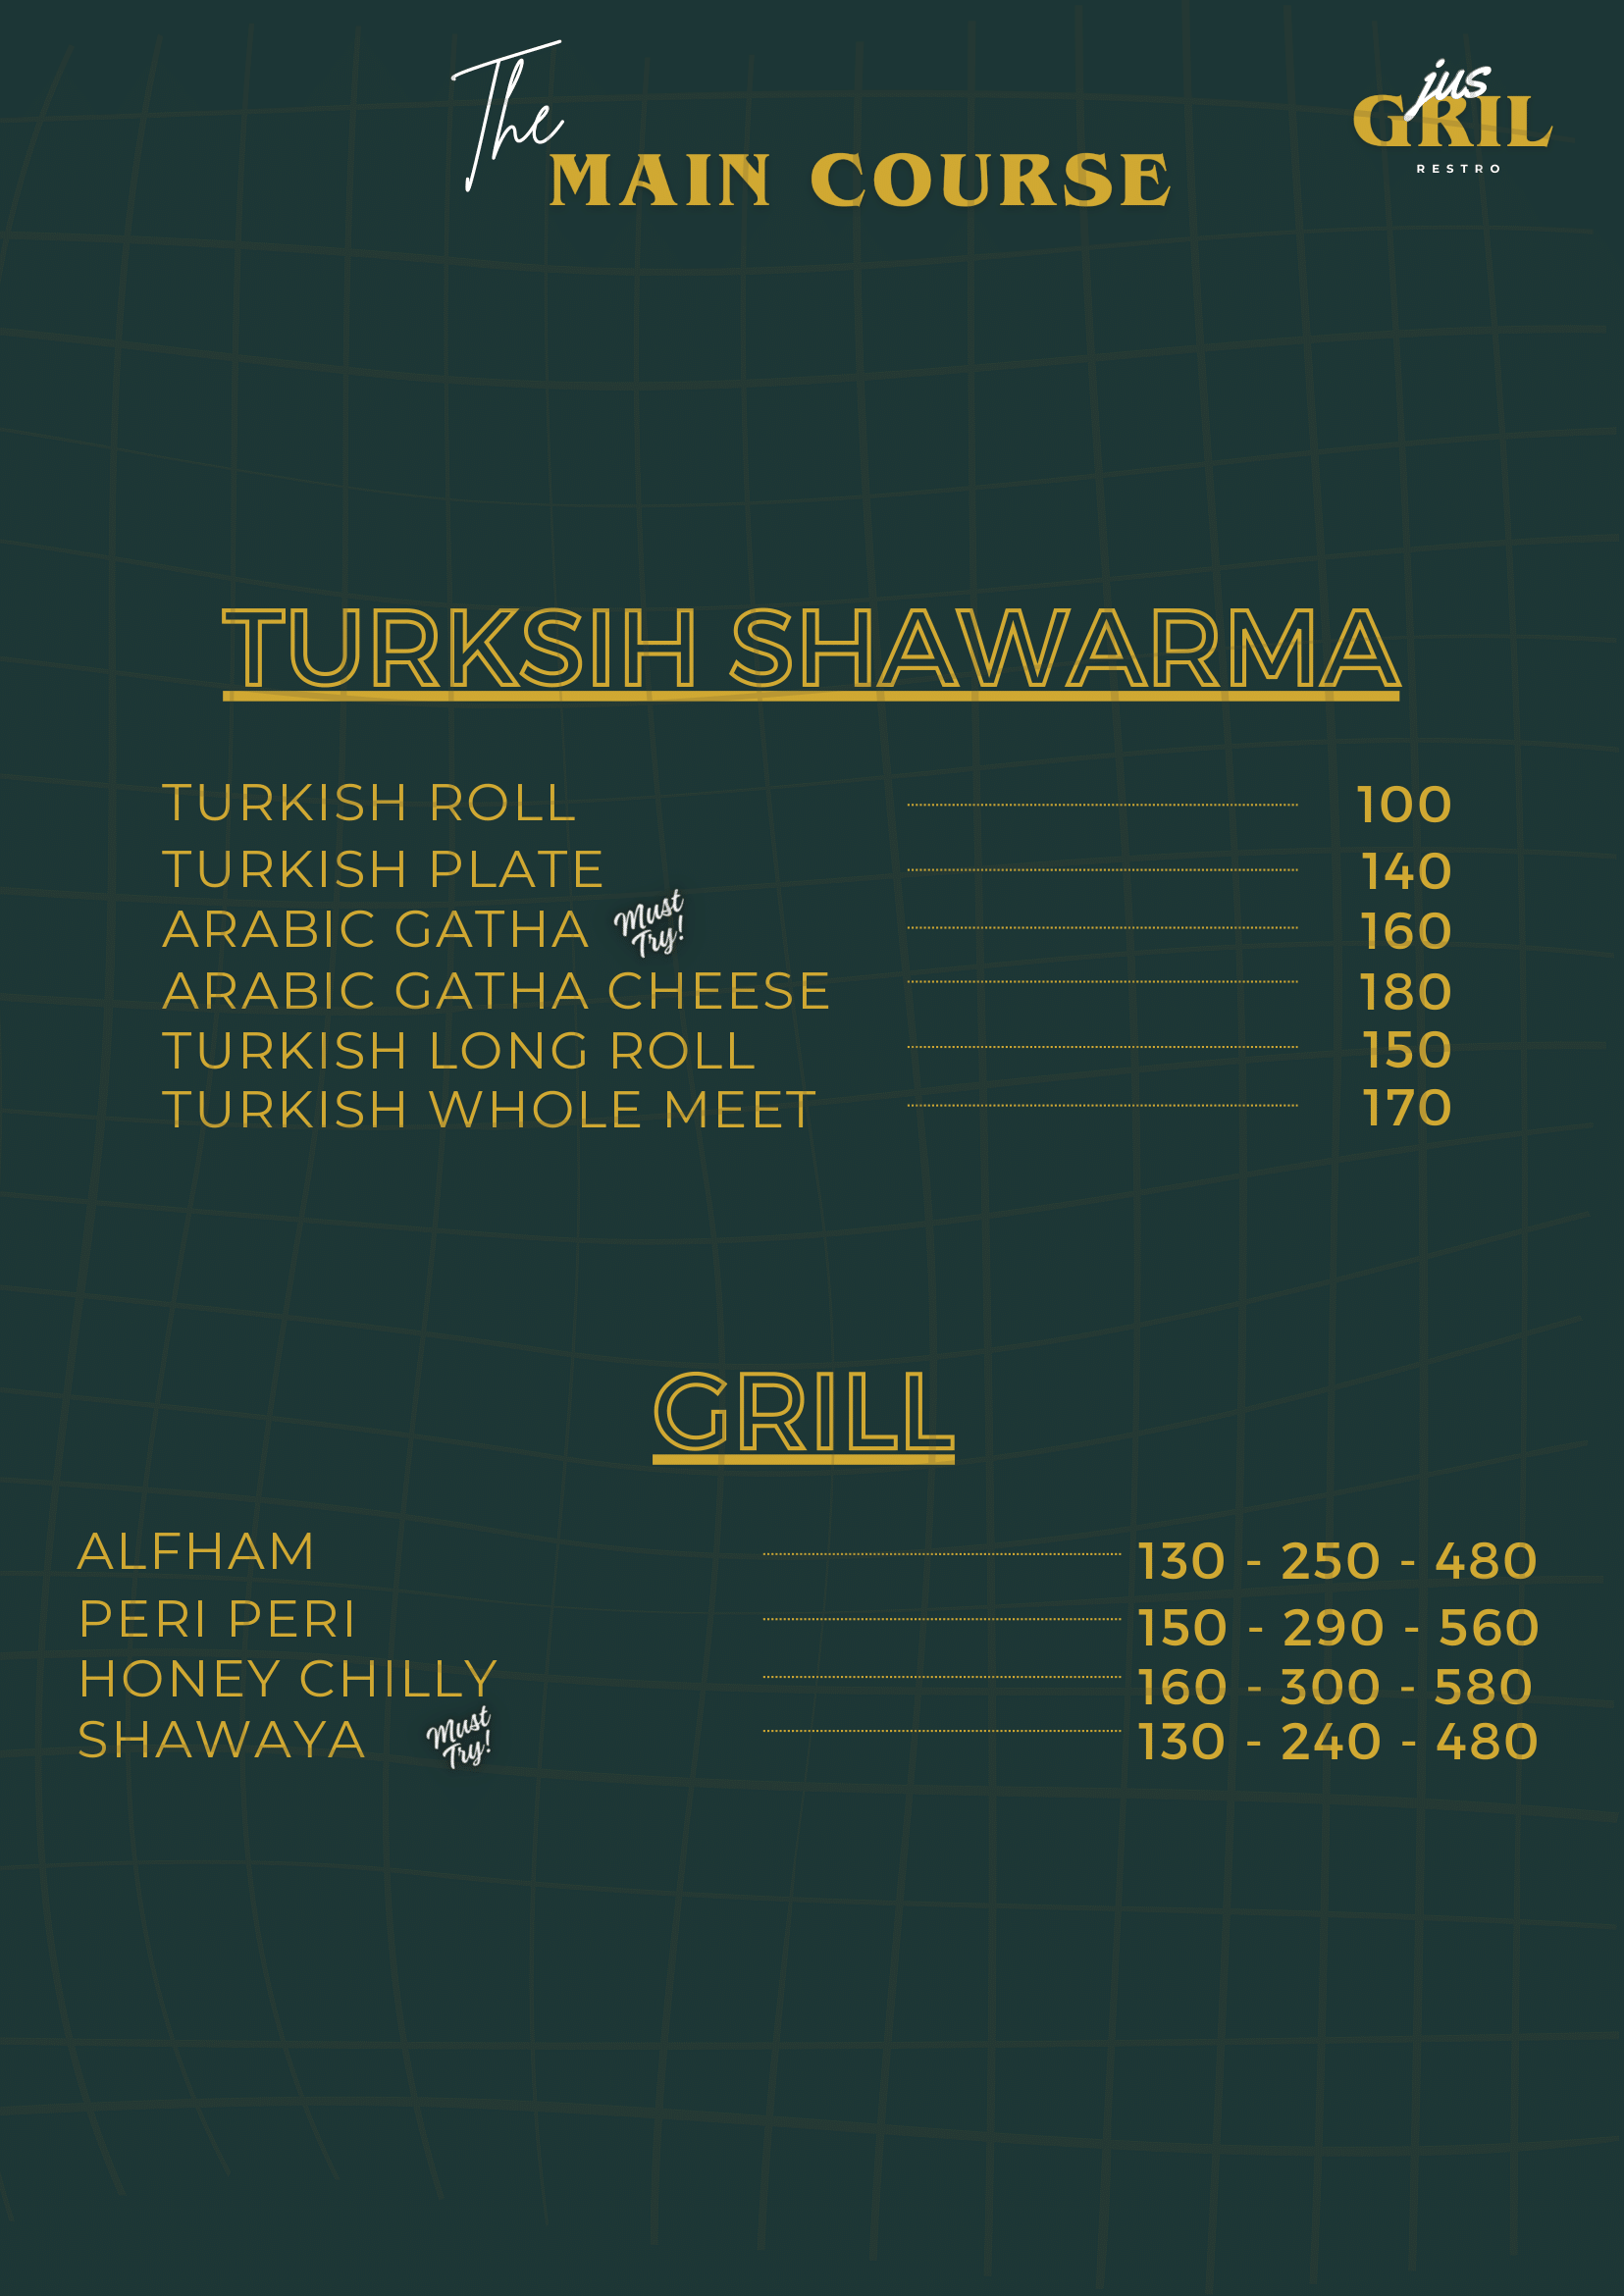 The
MAIN COURSE
jus
GRIL
RESTRO
TURKSIH SHAWARMA
TURKISH ROLL 100
TURKISH PLATE 140
ARABIC GATHA Must Try! 160
ARABIC GATHA CHEESE 180
TURKISH LONG ROLL 150
TURKISH WHOLE MEET 170
GRILL
ALFHAM 130 - 250 - 480
PERI PERI 150 - 290 - 560
HONEY CHILLY 160 - 300 - 580
SHAWAYA Must Try! 130 - 240 - 480